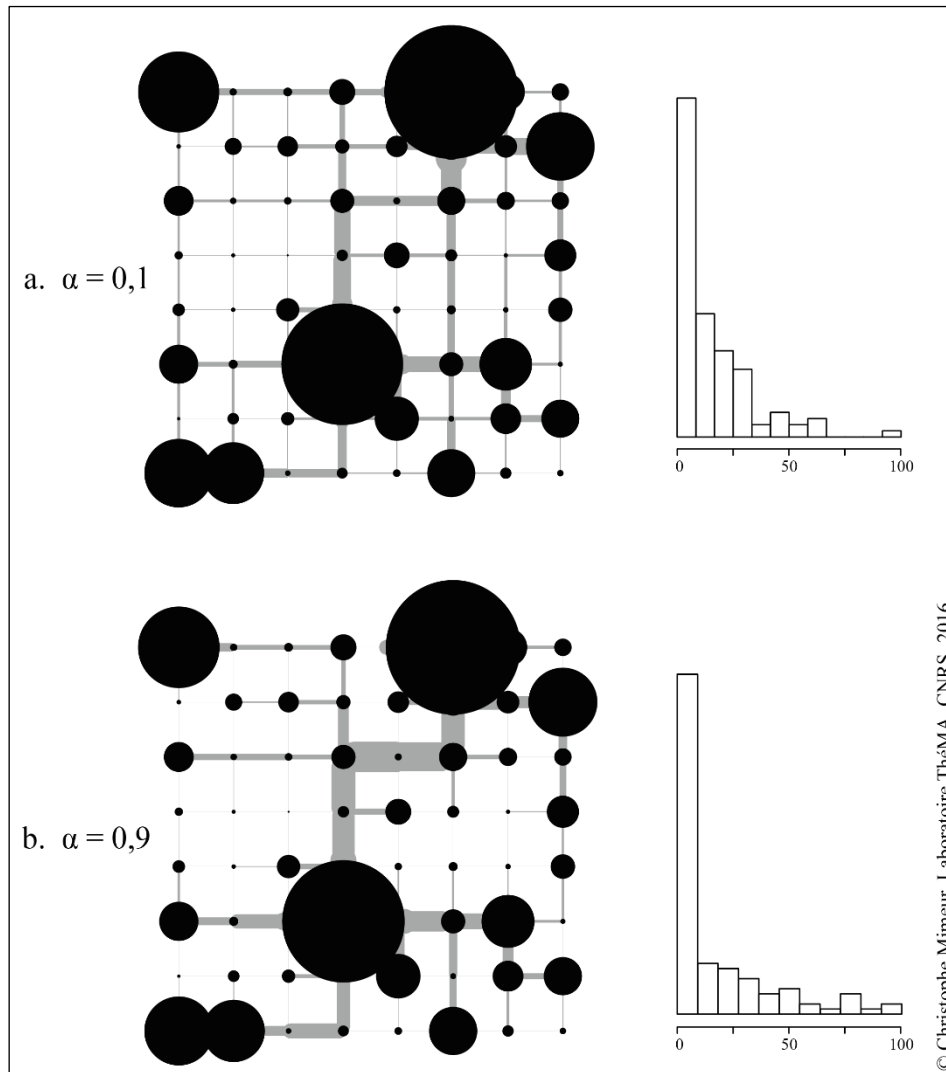 a. α = 0,1
0 50 100
b. α = 0,9
0 50 100
© Christophe Mimeur, Laboratoire ThéMA, CNRS, 2016